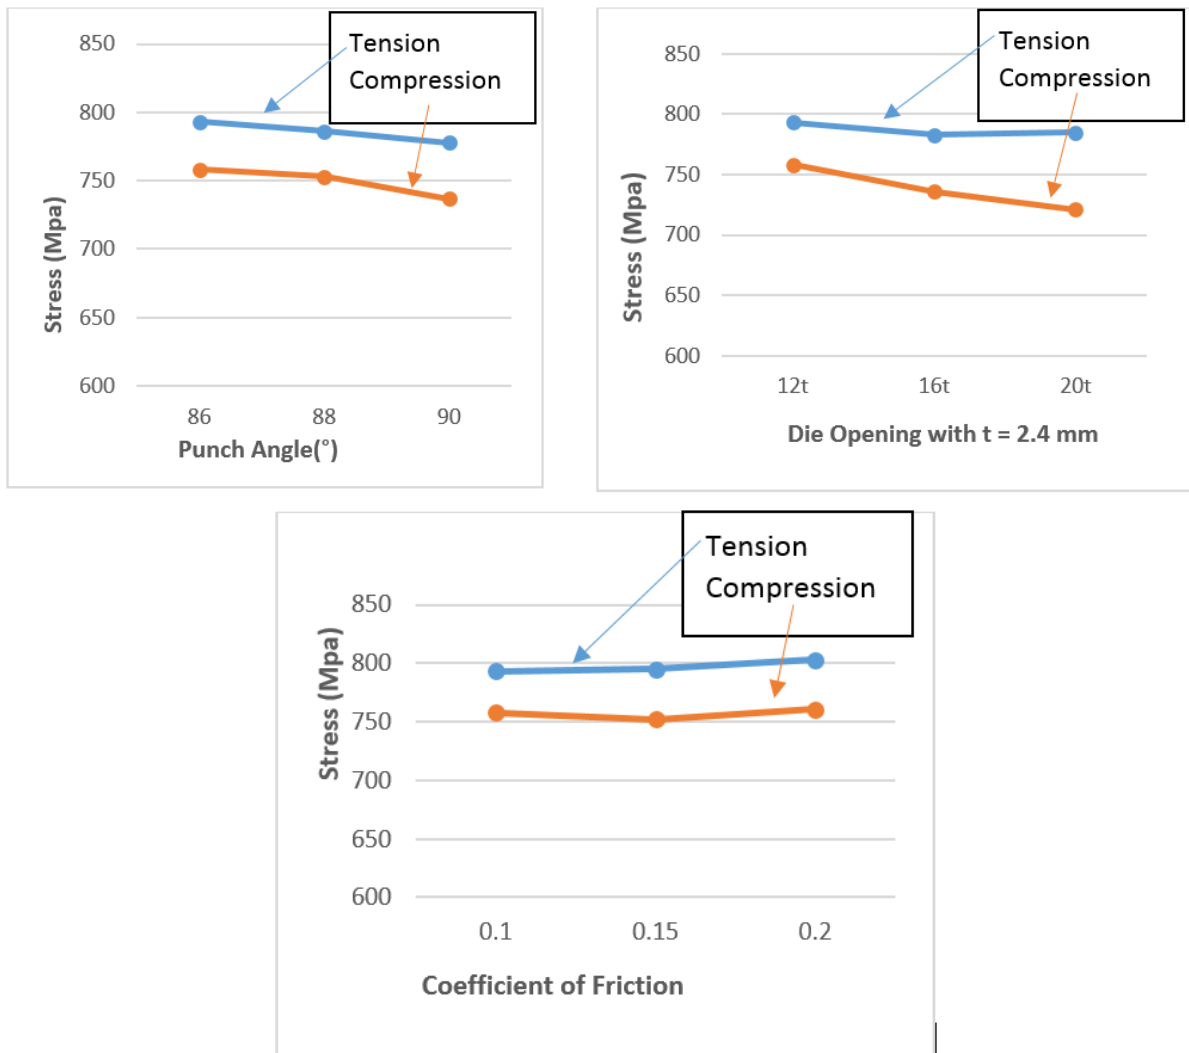 850
800
750
700
650
600
Stress (Mpa)
86 88 90
Punch Angle(°)
Tension
Compression
850
800
750
700
650
600
Stress (Mpa)
12t 16t 20t
Die Opening with t = 2.4 mm
Tension
Compression
850
800
750
700
650
600
Stress (Mpa)
0.1 0.15 0.2
Coefficient of Friction
Tension
Compression